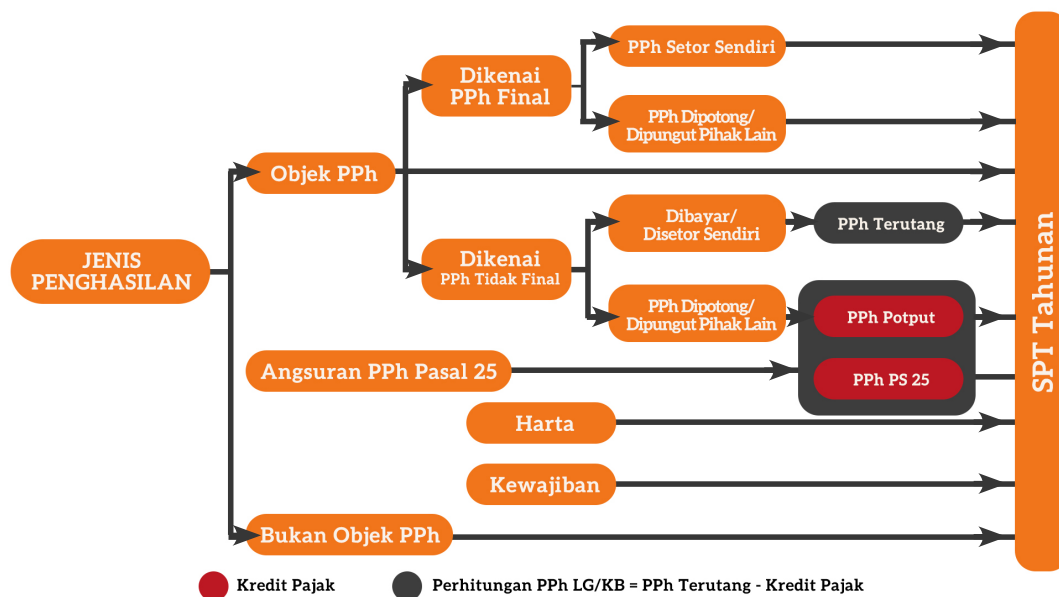 PPh Setor Sendiri
Dikenai
PPh Final
PPh Dipotong/
Dipungut Pihak Lain
Objek PPh
Dibayar/
Disetor Sendiri
PPh Terutang
JENIS
PENGHASILAN
Dikenai
PPh Tidak Final
PPh Dipotong/
Dipungut Pihak Lain
PPh Potput
Angsuran PPh Pasal 25
PPh PS 25
Harta
Kewajiban
Bukan Objek PPh
SPT Tahunan
Kredit Pajak
Perhitungan PPh LG/KB = PPh Terutang - Kredit Pajak